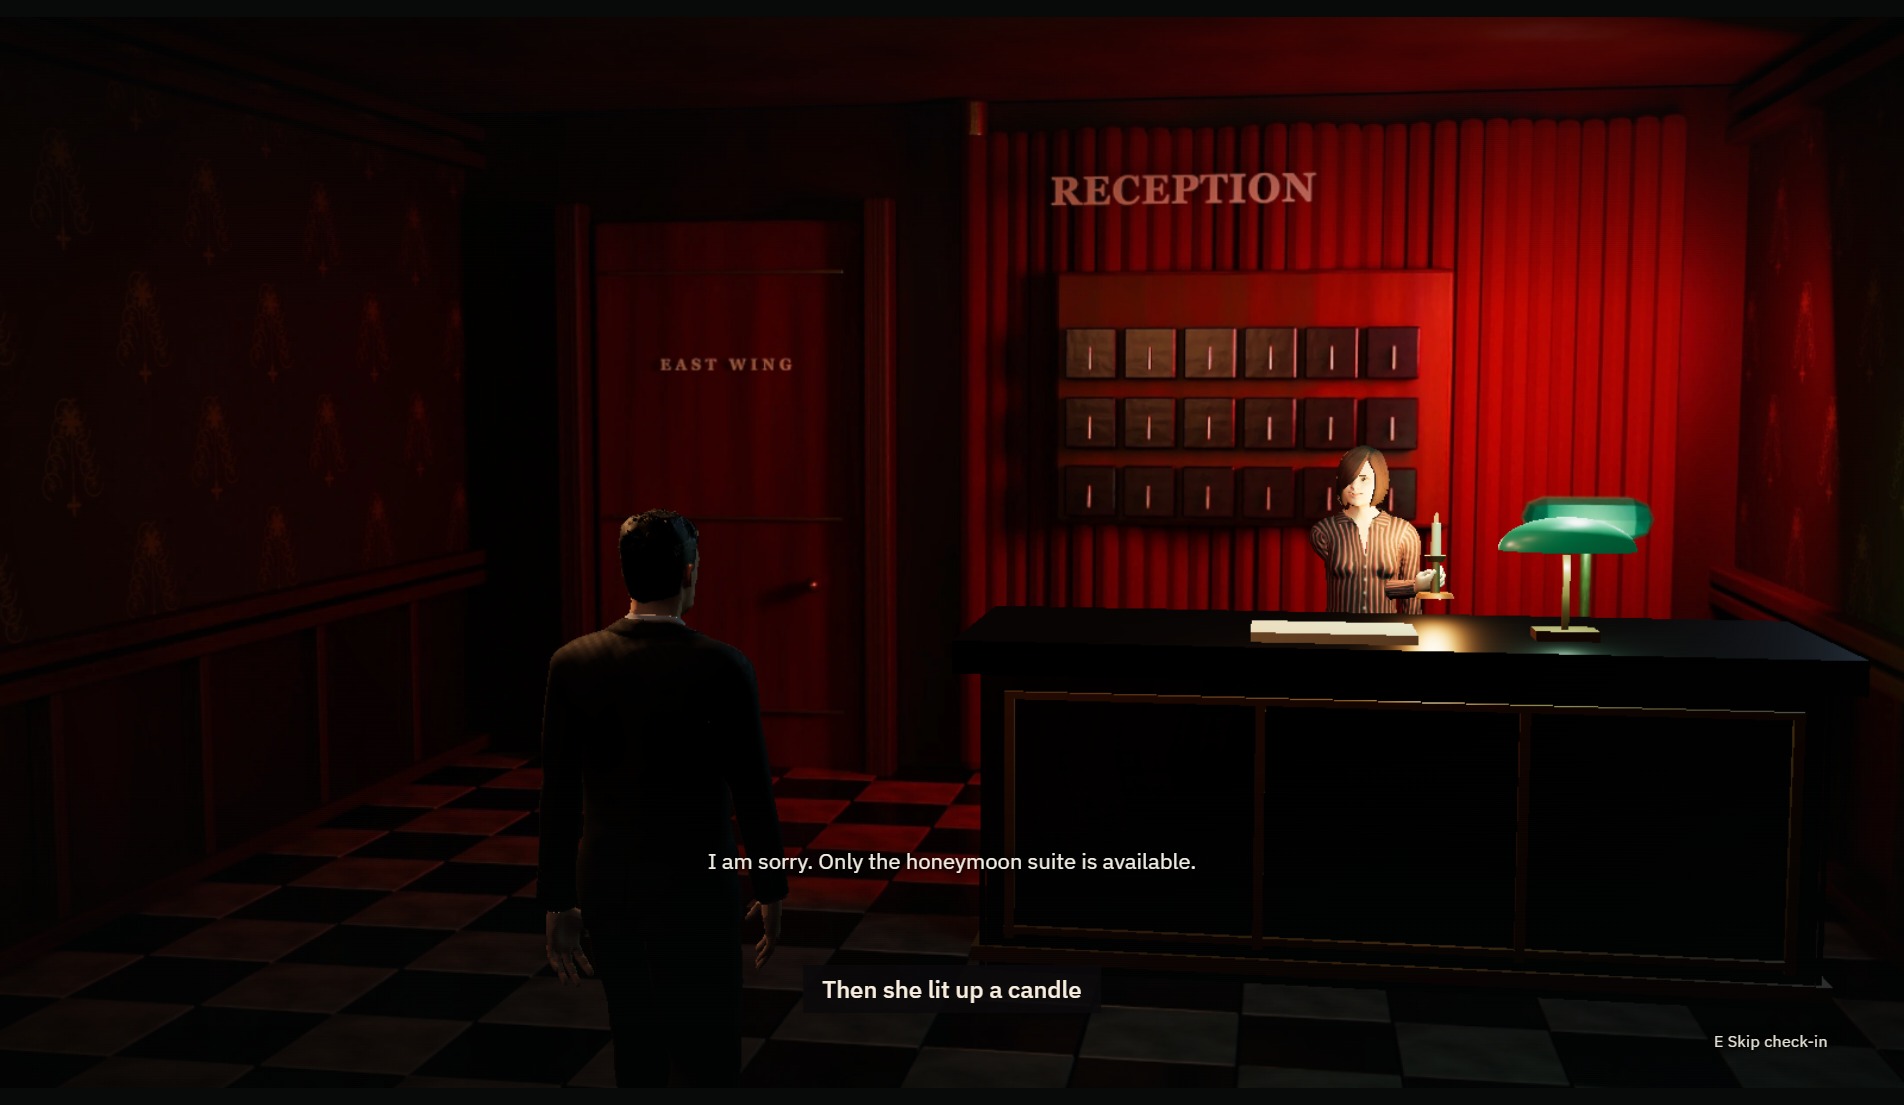 RECEPTION
EAST WING
I am sorry. Only the honeymoon suite is available.
Then she lit up a candle
E Skip check-in